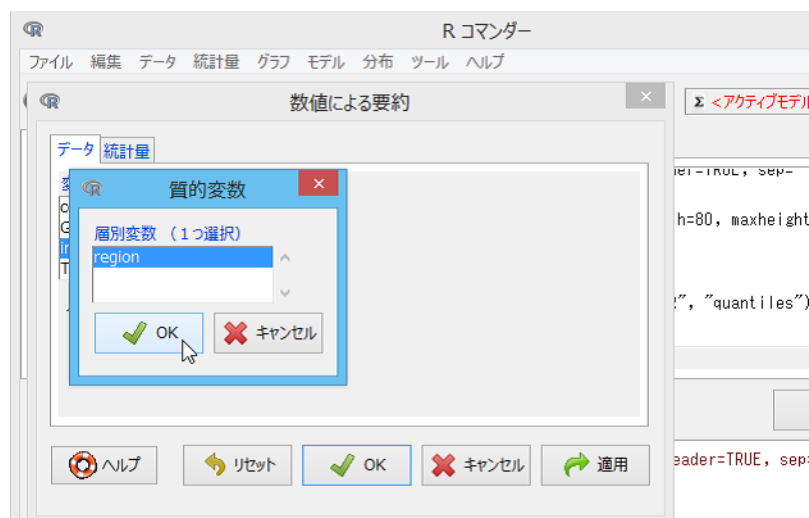 R コマンダー
ファイル 編集 データ 統計量 グラフ モデル 分布 ツール ヘルプ
数値による要約
Σ <アクティブモデル
データ 統計量
質的変数
層別変数 (1つ選択)
region
OK キャンセル
h=80, maxheight
", "quantiles")
ヘルプ リセット OK キャンセル 適用
eader=TRUE, sep=